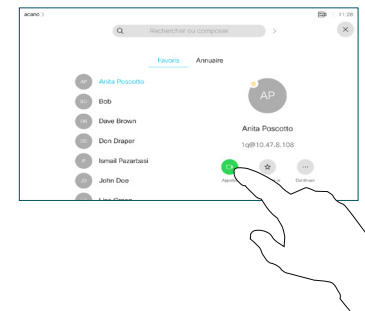 acano
11:28
Rechercher ou composer
Favoris Annuaire
AP Anita Poscotto
Bob
Dave Brown
Don Draper
Ismail Pazarbasi
John Doe
AP
Anita Poscotto
1q@10.47.8.108